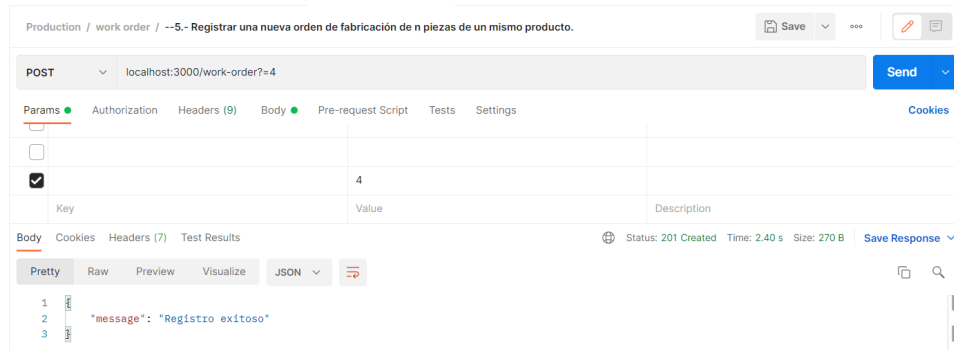 Production / work order / --5.- Registrar una nueva orden de fabricación de n piezas de un mismo producto. Save ooo
POST localhost:3000/work-order?=4 Send
Params Authorization Headers (9) Body Pre-request Script Tests Settings Cookies
4
Key Value Description
Body Cookies Headers (7) Test Results Status: 201 Created Time: 2.40 s Size: 270 B Save Response
Pretty Raw Preview Visualize JSON
1 {
2 "message": "Registro exitoso"
3 }